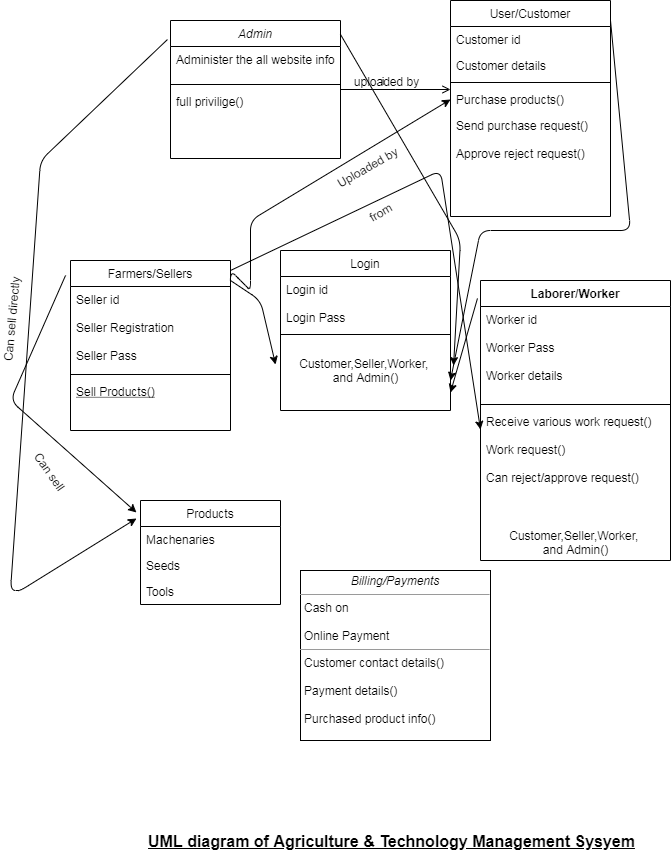 Admin
Administer the all website info
full privilige()
User/Customer
Customer id
Customer details
Purchase products()
Send purchase request()
Approve reject request()
uploaded by
Uploaded by
from
Can sell directly
Farmers/Sellers
Seller id
Seller Registration
Seller Pass
Sell Products()
Login
Login id
Login Pass
Customer,Seller,Worker,
and Admin()
Laborer/Worker
Worker id
Worker Pass
Worker details
Receive various work request()
Work request()
Can reject/approve request()
Customer,Seller,Worker,
and Admin()
Can sell
Products
Machenaries
Seeds
Tools
Billing/Payments
Cash on
Online Payment
Customer contact details()
Payment details()
Purchased product info()
UML diagram of Agriculture & Technology Management Sysyem